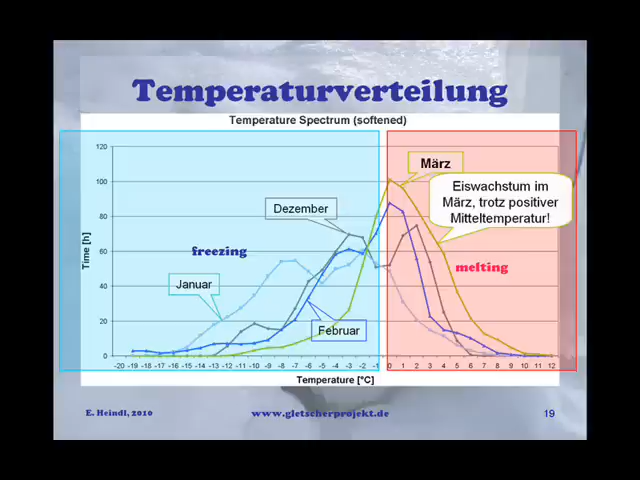 Temperaturverteilung
Temperature Spectrum (softened)
120
100
80
60
40
20
0
Time [h]
März
Eiswachstum im
März, trotz positiver
Mitteltemperatur!
Dezember
freezing
melting
Januar
Februar
-20 -19 -18 -17 -16 -15 -14 -13 -12 -11 -10 -9 -8 -7 -6 -5 -4 -3 -2 -1 0 1 2 3 4 5 6 7 8 9 10 11 12
Temperature [°C]
E. Heindl, 2010
www.gletscherprojekt.de
19